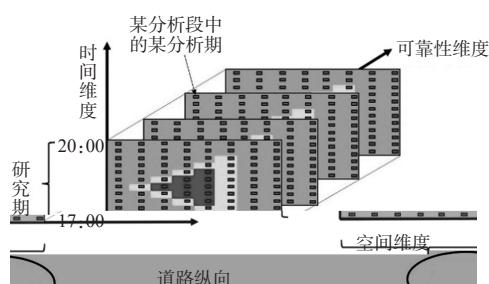 某分析段中
的某分析期
可靠性维度
时间维度
20:00
研究期
17:00
空间维度
道路纵向